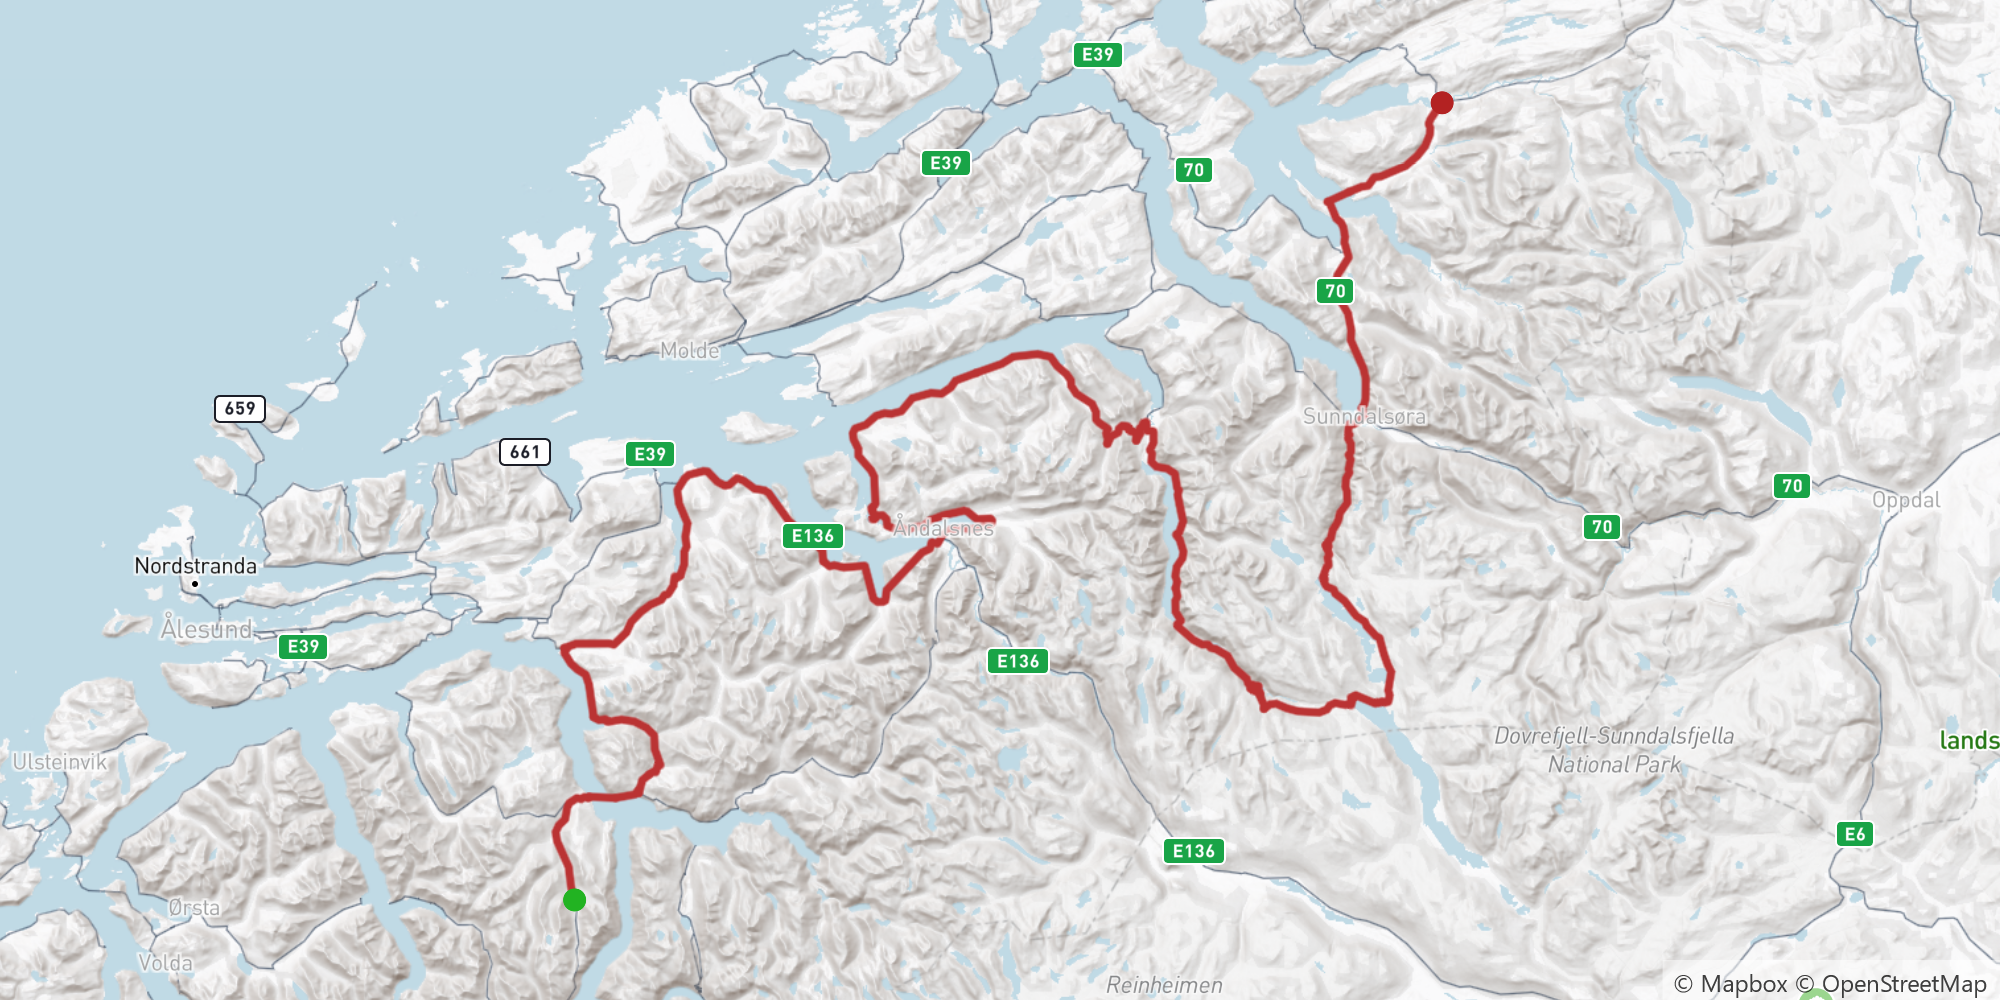 E39
E39
70
70
Molde
659
Sunndalsøra
661
E39
70
Oppdal
Åndalsnes
E136
70
Nordstranda
Ålesund
E39
E136
Dovrefjell-Sunndalsfjella
National Park
lands
Ulsteinvik
E6
E136
Ørsta
Volda
Reinheimen
© Mapbox © OpenStreetMap